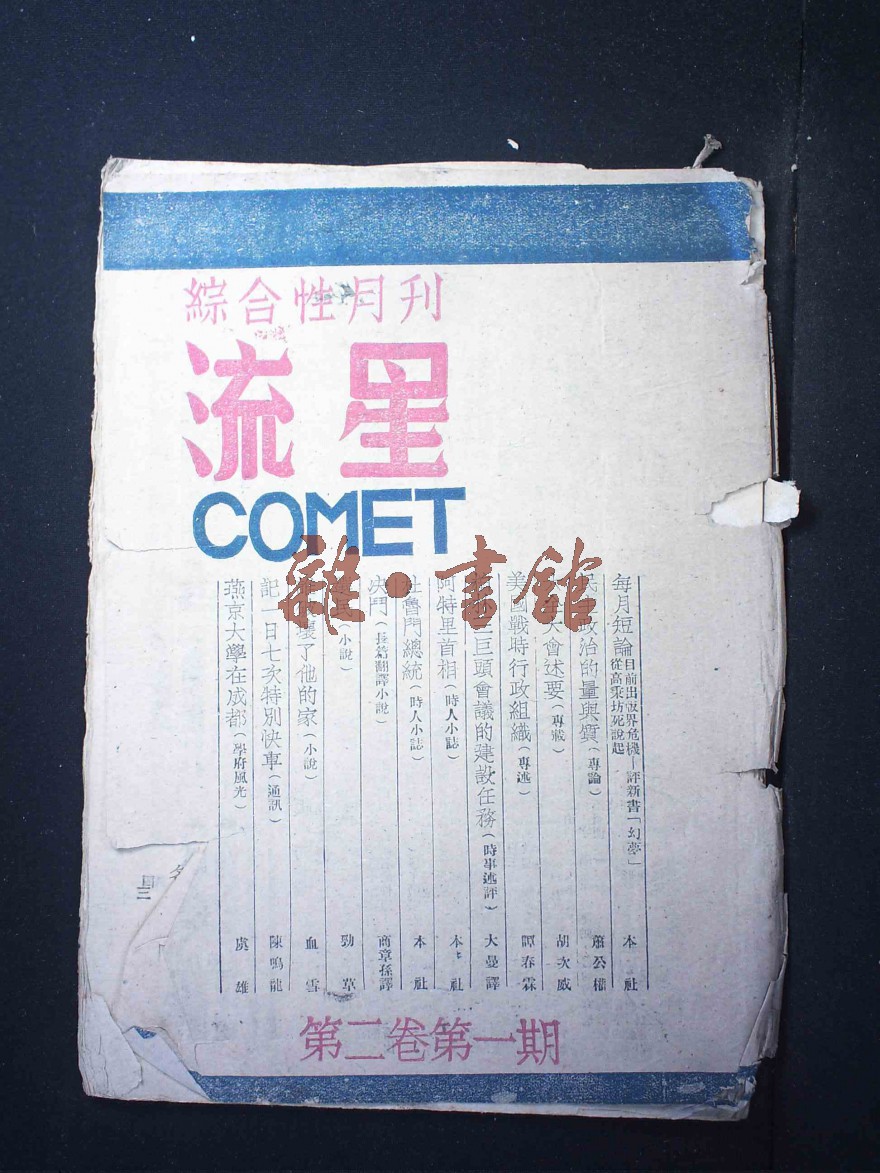 綜合性月刊
流星
COMET
雜·書館
每月短論 目前出版界危機—評新書「幻夢」 從高秉坊死說起 本社
民 政治的量與質(專論) 蕭公權
大會述要(專載) 胡次威
美國戰時行政組織(專述) 譚春霖
三巨頭會議的建設任務(時事述評) 大曼譯
阿特里首相(時人小誌) 本社
杜魯門總統(時人小誌) 本社
決鬥(長篇翻譯小說) 商章孫譯
(小說) 勁草
壞了他的家(小說) 血雪
記一日七次特別快車(通訊) 陳鳴龍
燕京大學在成都(學府風光) 虞雄
第二卷第一期